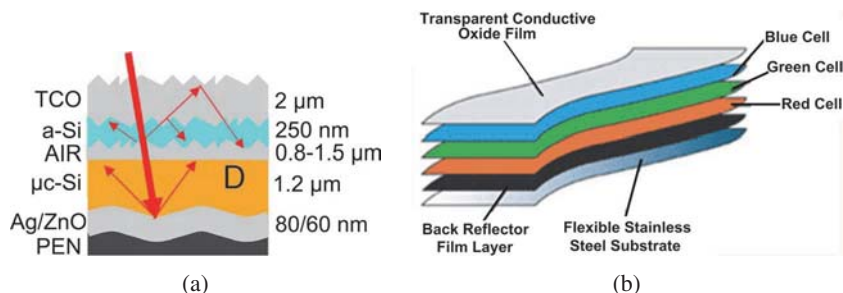 TCO
2 μm
a-Si
250 nm
AIR
0.8-1.5 μm
μc-Si
D
1.2 μm
Ag/ZnO
80/60 nm
PEN
(a)
Transparent Conductive
Oxide Film
Blue Cell
Green Cell
Red Cell
Back Reflector
Film Layer
Flexible Stainless
Steel Substrate
(b)